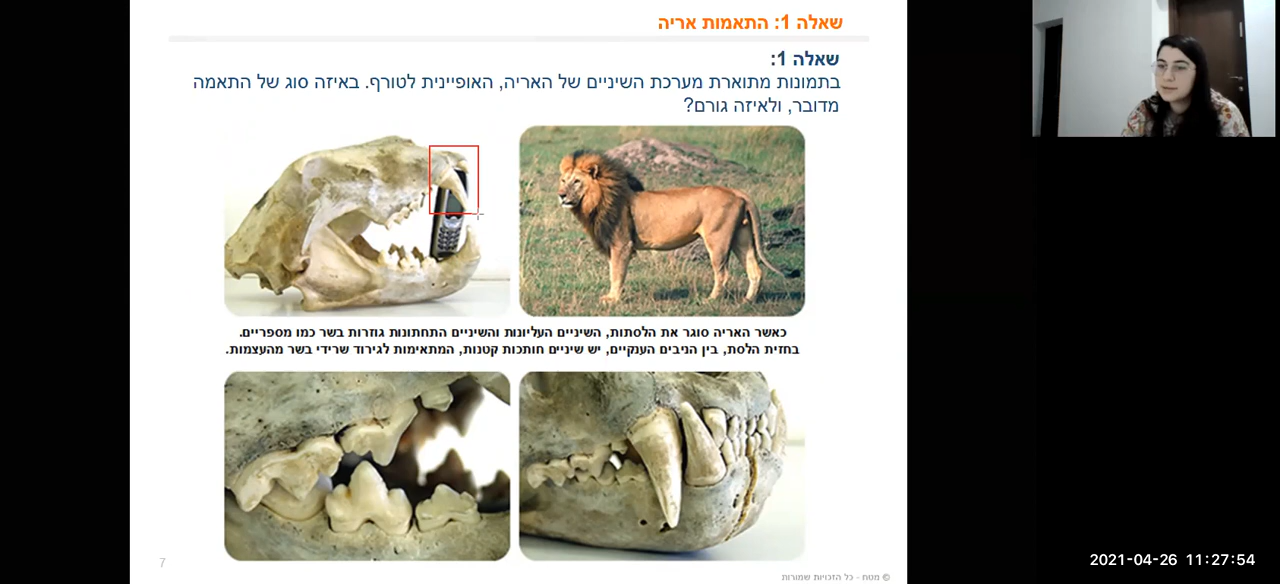 שאלה 1: התאמות אריה
שאלה 1:
בתמונות מתוארת מערכת השיניים של האריה, האופיינית לטורף. באיזה סוג של התאמה
מדובר, ולאיזה גורם?
כאשר האריה סוגר את הלסתות, השיניים העליונות והשיניים התחתונות גוזרות בשר כמו מספריים.
בחזית הלסת, בין הניבים הענקיים, יש שיניים חותכות קטנות, המתאימות לגירוד שרידי בשר מהעצמות.
7
© מטח - כל הזכויות שמורות
2021-04-26 11:27:54